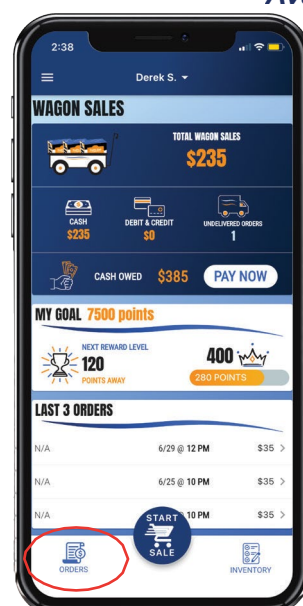 2:38
Derek S.
WAGON SALES
TOTAL WAGON SALES
$235
CASH
$235
DEBIT & CREDIT
$0
UNDELIVERED ORDERS
1
CASH OWED $385 PAY NOW
MY GOAL 7500 points
NEXT REWARD LEVEL
120
POINTS AWAY
400
280 POINTS
LAST 3 ORDERS
N/A 6/29 @ 12 PM $35 >
N/A 6/25 @ 10 PM $35 >
N/A 10 PM $35 >
START
SALE
ORDERS
INVENTORY